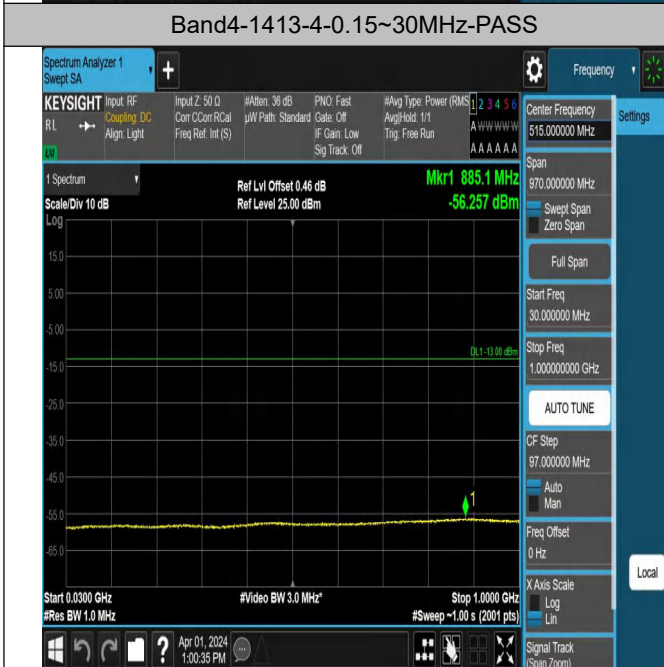 Band4-1413-4-0.15~30MHz-PASS
Spectrum Analyzer 1
Swept SA
Frequency
Settings
KEYSIGHT
RL
LXI
Input: RF
Coupling: DC
Align: Light
Input Z: 50 Ω
Corr CCorr RCal
Freq Ref: Int (S)
#Atten: 36 dB
µW Path: Standard
PNO: Fast
Gate: Off
IF Gain: Low
Sig Track: Off
#Avg Type: Power (RMS
Avg|Hold: 1/1
Trig: Free Run
1 2 3 4 5 6
A W W W W W
A A A A A A
1 Spectrum
Scale/Div 10 dB
Log
Ref Lvl Offset 0.46 dB
Ref Level 25.00 dBm
Mkr1 885.1 MHz
-56.257 dBm
15.0
5.00
-5.00
-15.0
-25.0
-35.0
-45.0
-55.0
-65.0
DL1 -13.00 dBm
1
Start 0.0300 GHz
#Res BW 1.0 MHz
#Video BW 3.0 MHz*
Stop 1.0000 GHz
#Sweep ~1.00 s (2001 pts)
Center Frequency
515.000000 MHz
Span
970.000000 MHz
Swept Span
Zero Span
Full Span
Start Freq
30.000000 MHz
Stop Freq
1.000000000 GHz
AUTO TUNE
CF Step
97.000000 MHz
Auto
Man
Freq Offset
0 Hz
X Axis Scale
Log
Lin
Signal Track
(Span Zoom)
Local
?
Apr 01, 2024
1:00:35 PM